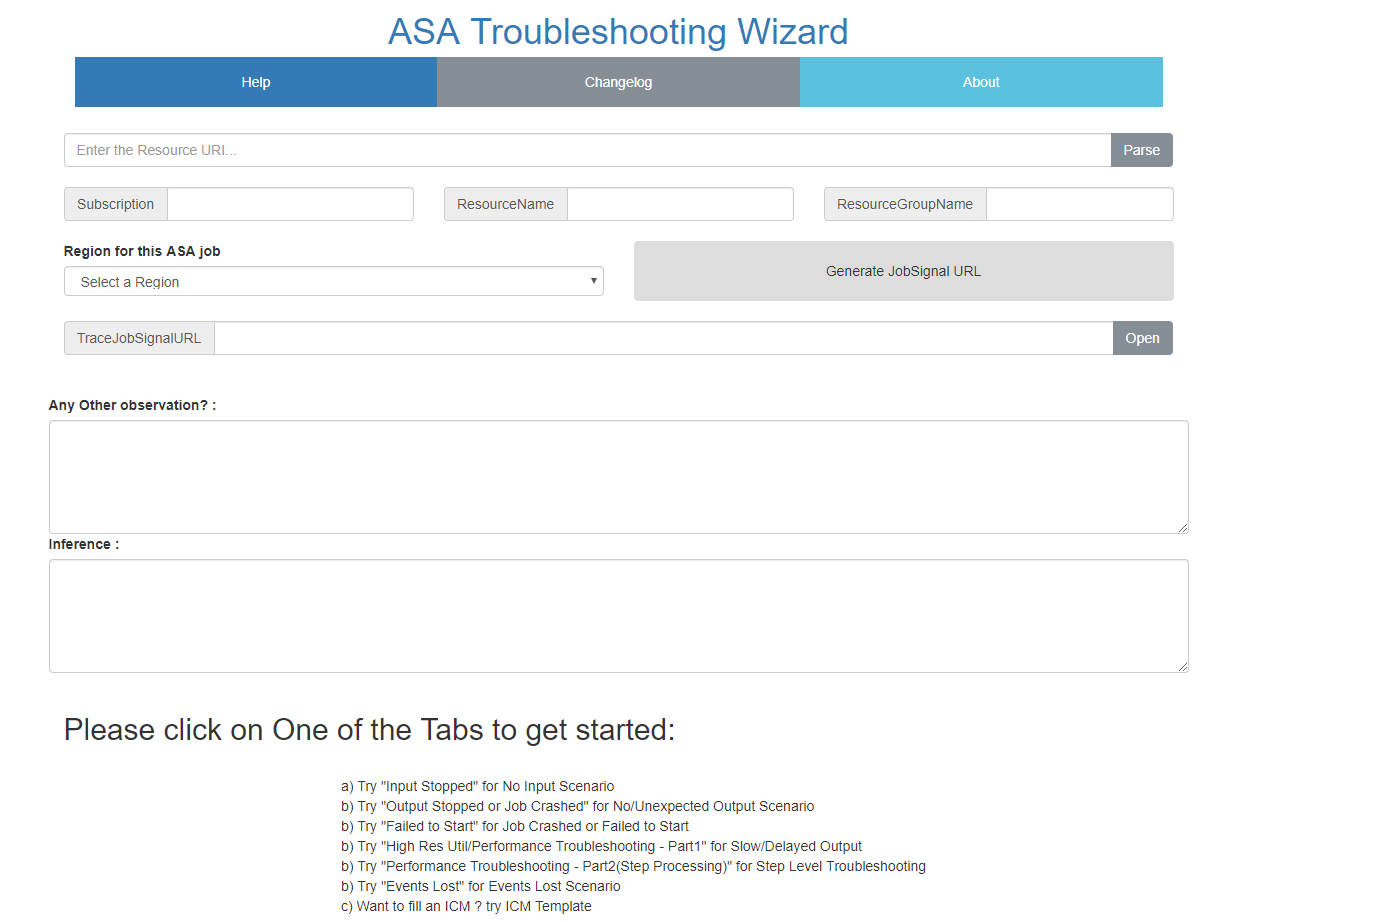 ASA Troubleshooting Wizard
Help Changelog About
Enter the Resource URI... Parse
Subscription ResourceName ResourceGroupName
Region for this ASA job
Select a Region Generate JobSignal URL
TraceJobSignalURL Open
Any Other observation? :
Inference :
Please click on One of the Tabs to get started:
a) Try "Input Stopped" for No Input Scenario
b) Try "Output Stopped or Job Crashed" for No/Unexpected Output Scenario
b) Try "Failed to Start" for Job Crashed or Failed to Start
b) Try "High Res Util/Performance Troubleshooting - Part1" for Slow/Delayed Output
b) Try "Performance Troubleshooting - Part2(Step Processing)" for Step Level Troubleshooting
b) Try "Events Lost" for Events Lost Scenario
c) Want to fill an ICM ? try ICM Template